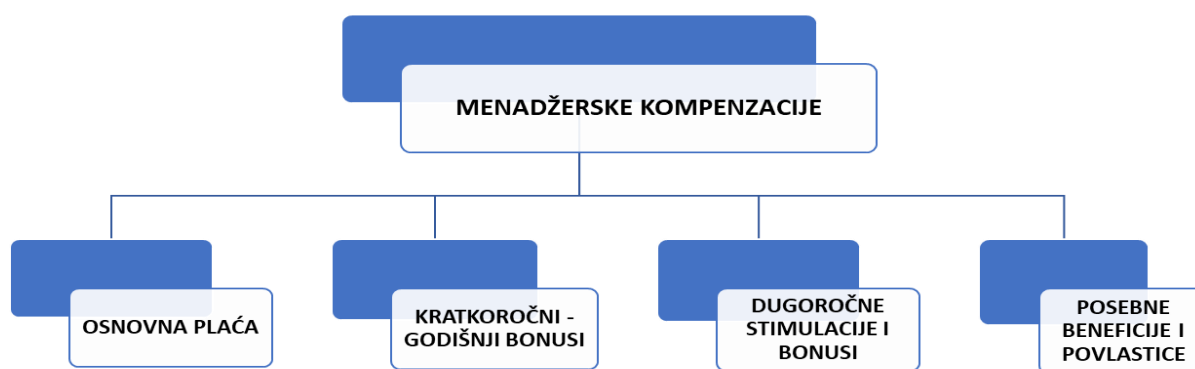 MENADŽERSKE KOMPENZACIJE
OSNOVNA PLAĆA
KRATKOROČNI -
GODIŠNJI BONUSI
DUGOROČNE
STIMULACIJE I
BONUSI
POSEBNE
BENEFICIJE I
POVLASTICE